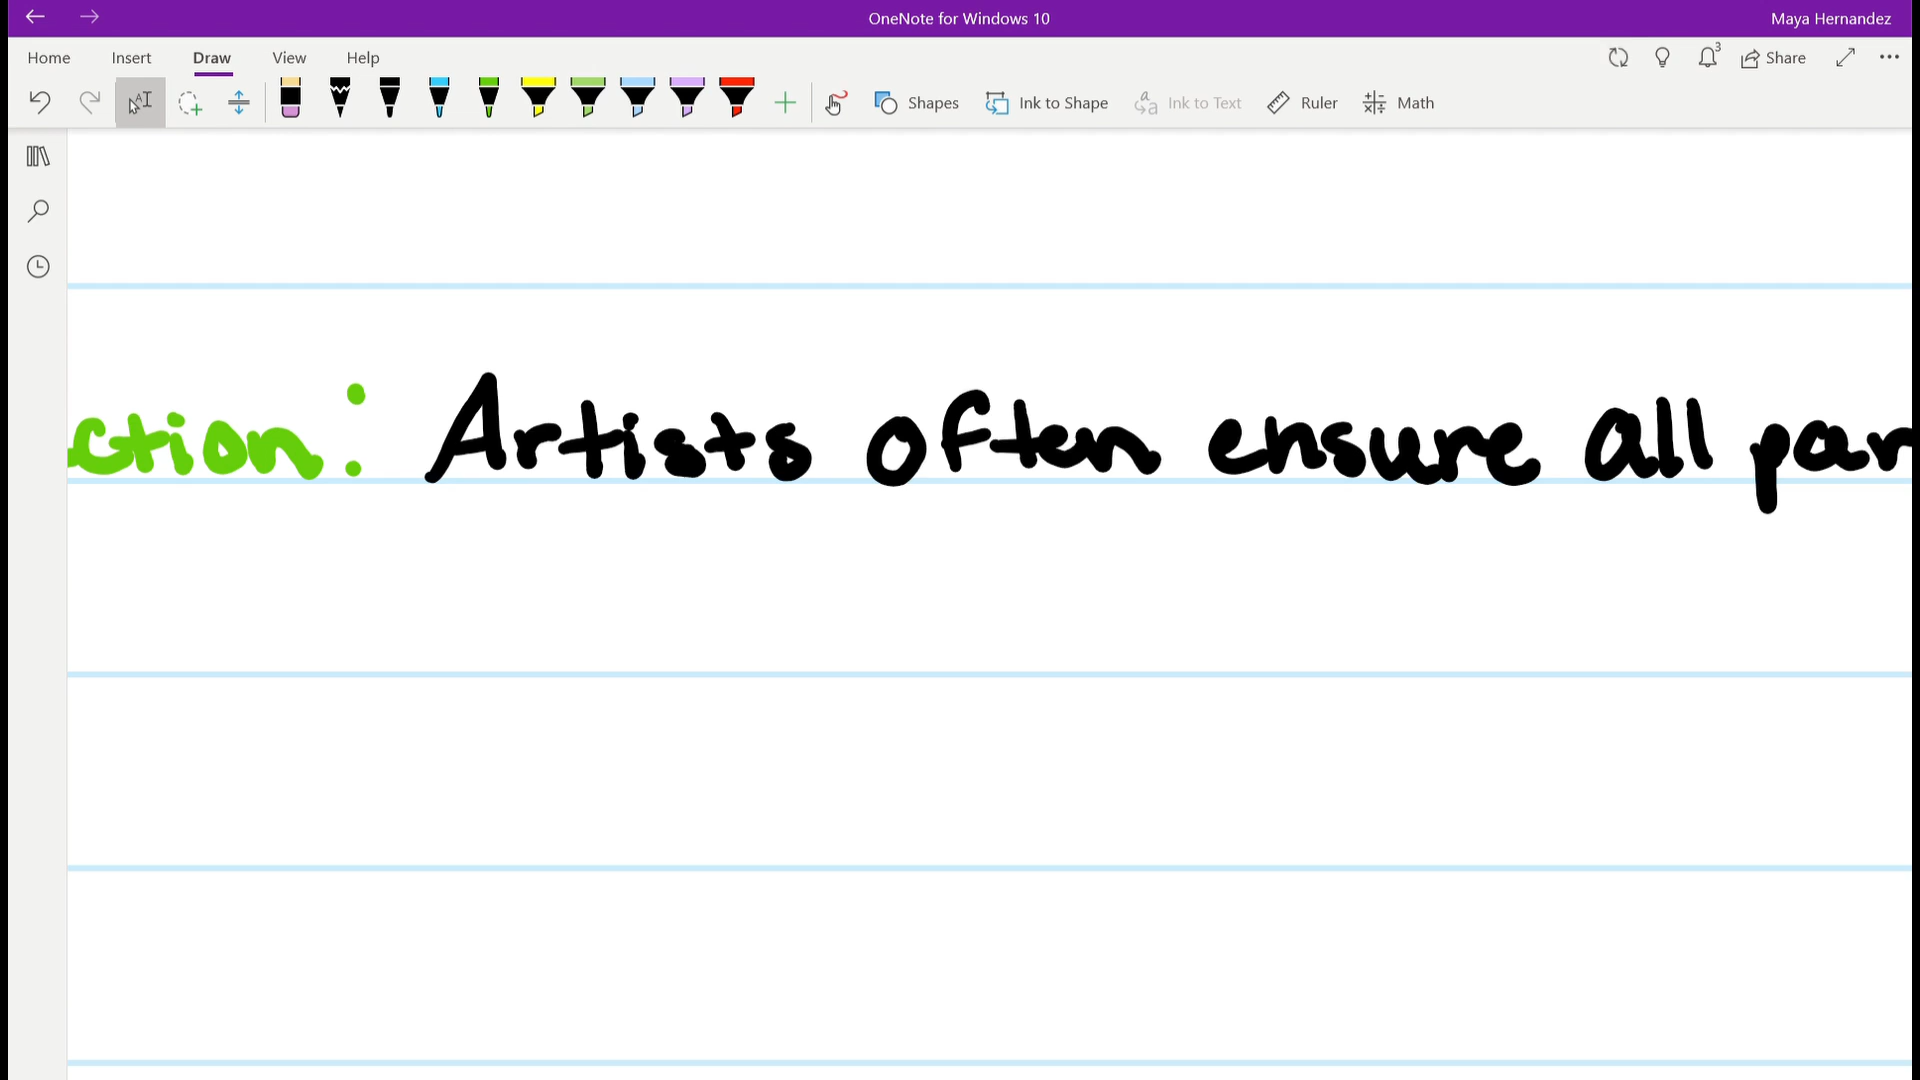 OneNote for Windows 10
Maya Hernandez
Home Insert Draw View Help
3 Share
Shapes Ink to Shape Ink to Text Ruler Math
ction: Artists often ensure all par